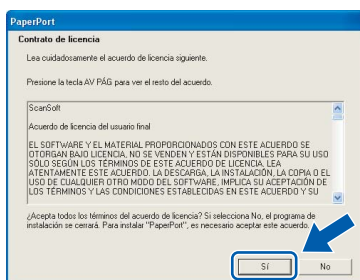 PaperPort
Contrato de licencia
Lea cuidadosamente el acuerdo de licencia siguiente.
Presione la tecla AV PÁG para ver el resto del acuerdo.
ScanSoft
Acuerdo de licencia del usuario final
EL SOFTWARE Y EL MATERIAL PROPORCIONADOS CON ESTE ACUERDO SE
OTORGAN BAJO LICENCIA, NO SE VENDEN Y ESTÁN DISPONIBLES PARA SU USO
SÓLO SEGÚN LOS TÉRMINOS DE ESTE ACUERDO DE LICENCIA. LEA
ATENTAMENTE ESTE ACUERDO. LA DESCARGA, LA INSTALACIÓN, LA COPIA O EL
USO DE CUALQUIER OTRO MODO DEL SOFTWARE, IMPLICA SU ACEPTACIÓN DE
LOS TÉRMINOS Y LAS CONDICIONES ESTABLECIDAS EN ESTE ACUERDO Y SU
¿Acepta todos los términos del acuerdo de licencia? Si selecciona No, el programa de
instalación se cerrará. Para instalar "PaperPort", es necesario aceptar este acuerdo.
Sí
No